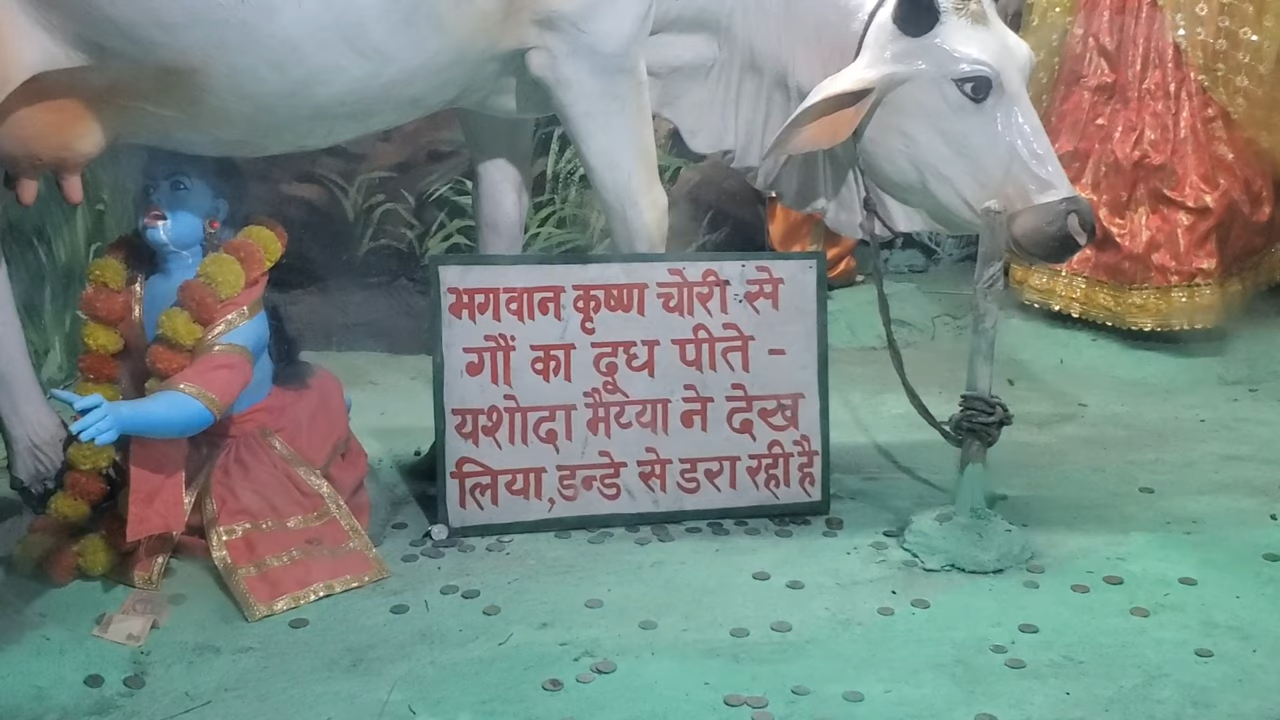 भगवान कृष्ण चोरी से
गौं का दूध पीते -
यशोदा मैय्या ने देख
लिया, डन्डे से डरा रही है